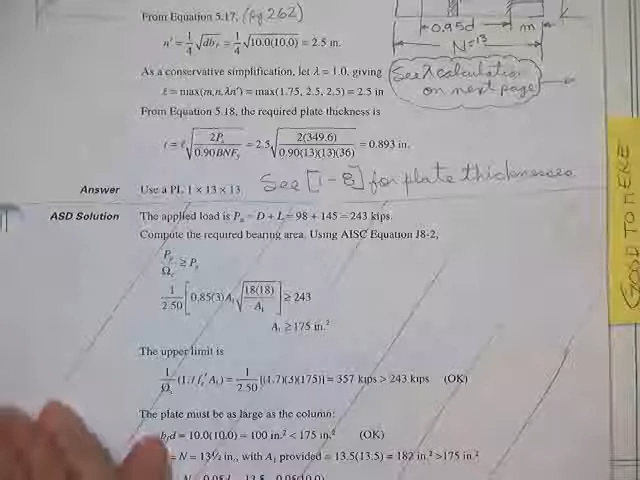 From Equation 5.17, (pg 262)
n' = 1/4 √db_f = 1/4 √10.0(10.0) = 2.5 in.
0.95d
m
N=13
As a conservative simplification, let λ = 1.0, giving
ℓ = max(m, n, λn') = max(1.75, 2.5, 2.5) = 2.5 in
See λ calculation
on next page
From Equation 5.18, the required plate thickness is
t = ℓ √(2P_u / 0.90BNF_y) = 2.5 √(2(349.6) / 0.90(13)(13)(36)) = 0.893 in.
Answer Use a PL 1 × 13 × 13 See [1-8] for plate thicknesses
ASD Solution The applied load is P_a = D + L = 98 + 145 = 243 kips.
Compute the required bearing area. Using AISC Equation J8-2,
P_p / Ω_c ≥ P_a
1/2.50 [0.85(3)A₁ √(18(18) / A₁)] ≥ 243
A₁ ≥ 175 in.²
The upper limit is
1/Ω_c (1.7 f_c' A₁) = 1/2.50 [(1.7)(3)(175)] = 357 kips > 243 kips (OK)
The plate must be as large as the column:
b_f d = 10.0(10.0) = 100 in.² < 175 in.² (OK)
= N = 13½ in., with A₁ provided = 13.5(13.5) = 182 in.² > 175 in.²
GOOD TO HERE